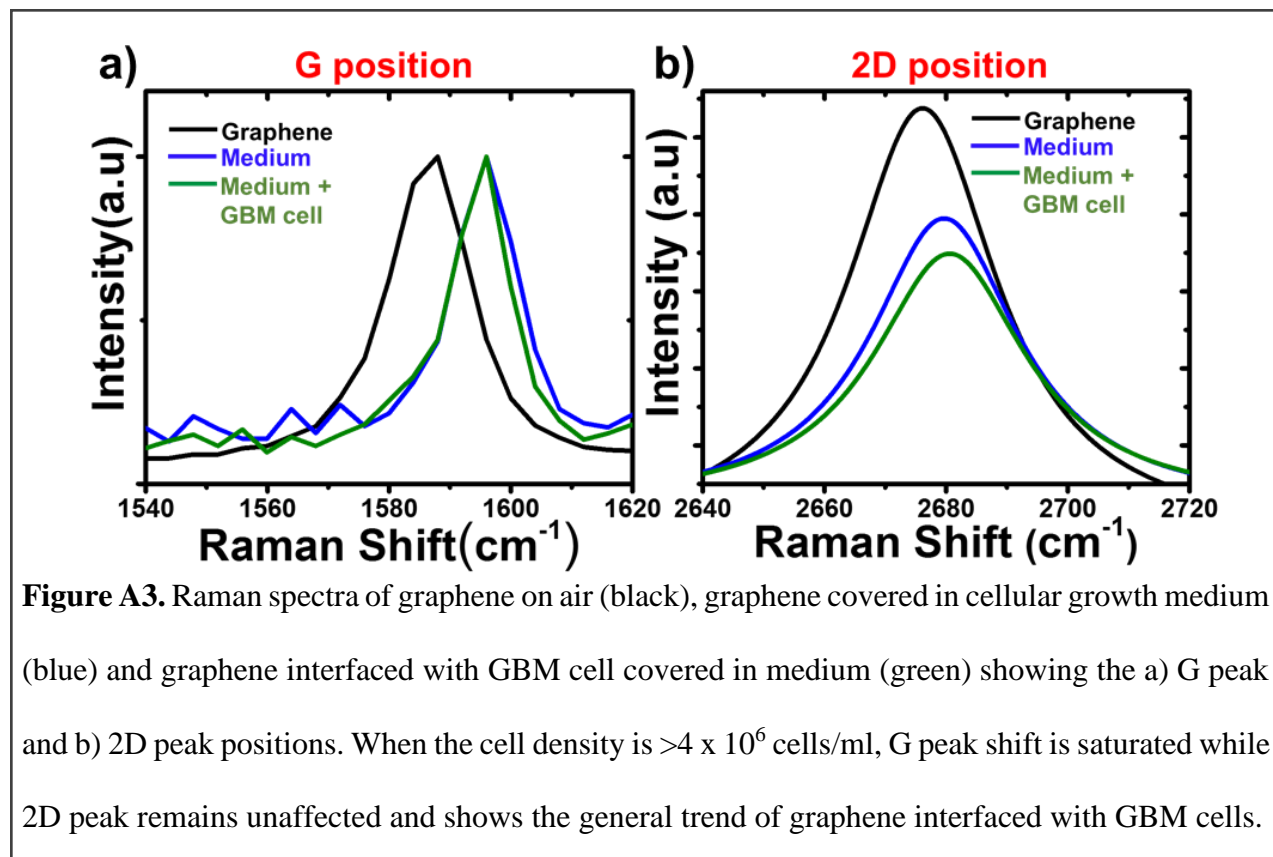 a)
G position
Graphene
Medium
Medium +
GBM cell
Intensity(a.u)
1540
1560
1580
1600
1620
Raman Shift(cm⁻¹)
b)
2D position
Graphene
Medium
Medium +
GBM cell
Intensity (a.u)
2640
2660
2680
2700
2720
Raman Shift (cm⁻¹)
Figure A3. Raman spectra of graphene on air (black), graphene covered in cellular growth medium
(blue) and graphene interfaced with GBM cell covered in medium (green) showing the a) G peak
and b) 2D peak positions. When the cell density is >4 x 10⁶ cells/ml, G peak shift is saturated while
2D peak remains unaffected and shows the general trend of graphene interfaced with GBM cells.